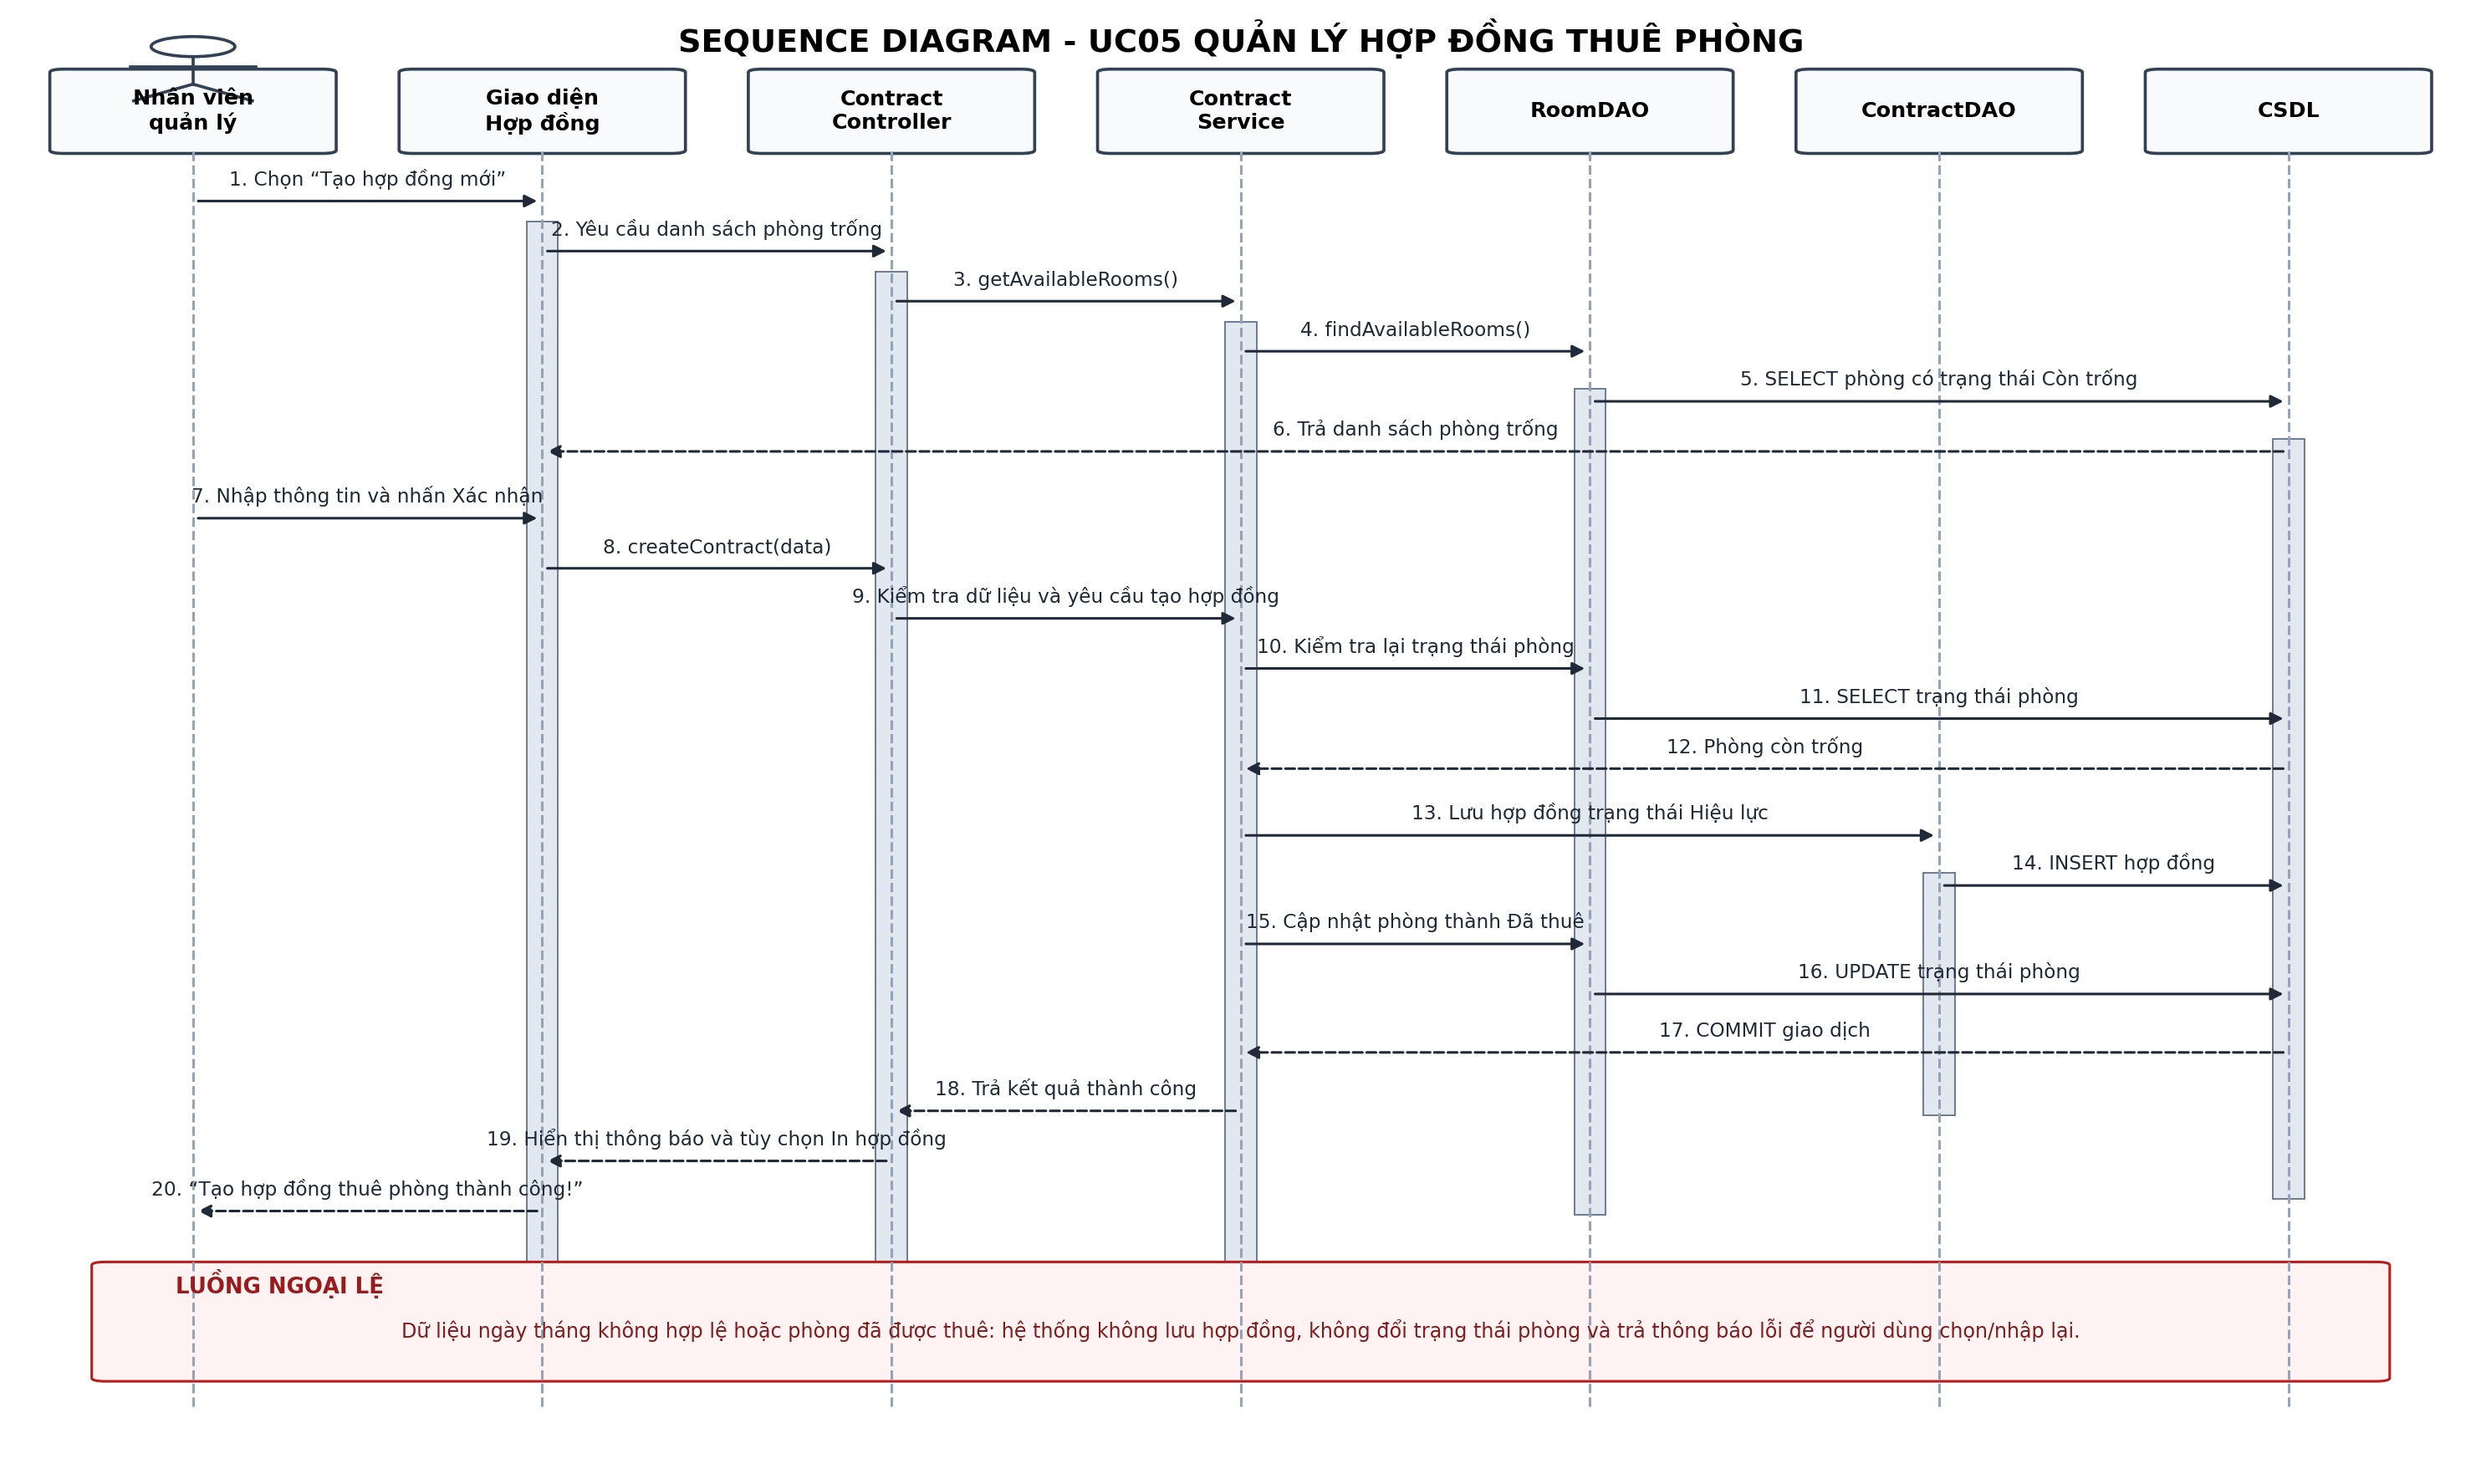 SEQUENCE DIAGRAM - UC05 QUẢN LÝ HỢP ĐỒNG THUÊ PHÒNG
Nhân viên
quản lý
Giao diện
Hợp đồng
Contract
Controller
Contract
Service
RoomDAO
ContractDAO
CSDL
1. Chọn “Tạo hợp đồng mới”
2. Yêu cầu danh sách phòng trống
3. getAvailableRooms()
4. findAvailableRooms()
5. SELECT phòng có trạng thái Còn trống
6. Trả danh sách phòng trống
7. Nhập thông tin và nhấn Xác nhận
8. createContract(data)
9. Kiểm tra dữ liệu và yêu cầu tạo hợp đồng
10. Kiểm tra lại trạng thái phòng
11. SELECT trạng thái phòng
12. Phòng còn trống
13. Lưu hợp đồng trạng thái Hiệu lực
14. INSERT hợp đồng
15. Cập nhật phòng thành Đã thuê
16. UPDATE trạng thái phòng
17. COMMIT giao dịch
18. Trả kết quả thành công
19. Hiển thị thông báo và tùy chọn In hợp đồng
20. “Tạo hợp đồng thuê phòng thành công!”
LUỒNG NGOẠI LỆ
Dữ liệu ngày tháng không hợp lệ hoặc phòng đã được thuê: hệ thống không lưu hợp đồng, không đổi trạng thái phòng và trả thông báo lỗi để người dùng chọn/nhập lại.